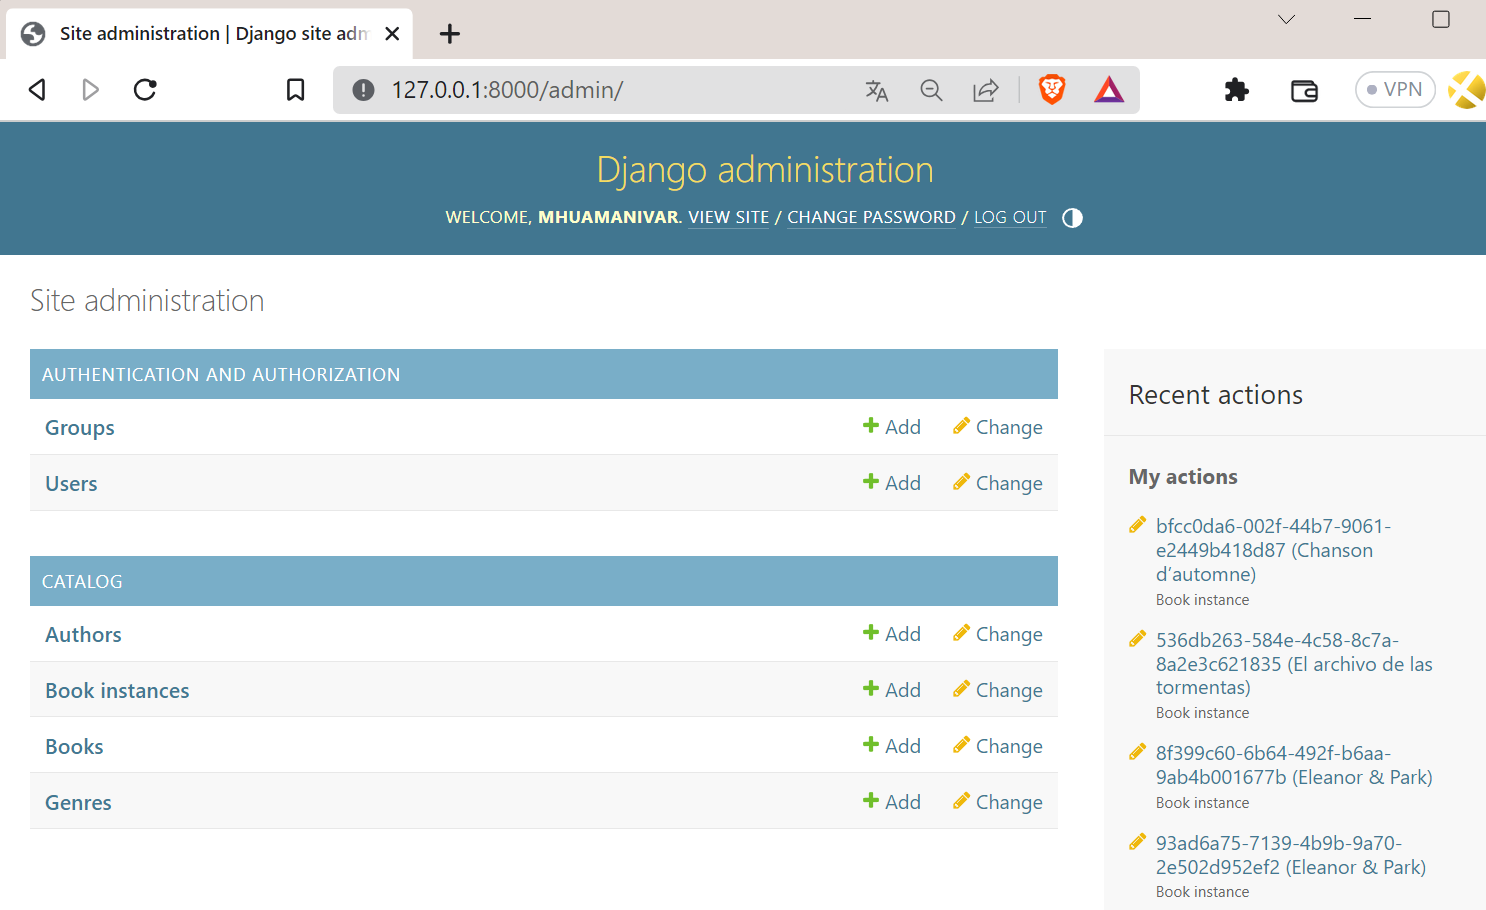 Site administration | Django site adm
127.0.0.1:8000/admin/
VPN
Django administration
WELCOME, MHUAMANIVAR. VIEW SITE / CHANGE PASSWORD / LOG OUT
Site administration
AUTHENTICATION AND AUTHORIZATION
Groups Add Change
Users Add Change
CATALOG
Authors Add Change
Book instances Add Change
Books Add Change
Genres Add Change
Recent actions
My actions
bfcc0da6-002f-44b7-9061-
e2449b418d87 (Chanson
d’automne)
Book instance
536db263-584e-4c58-8c7a-
8a2e3c621835 (El archivo de las
tormentas)
Book instance
8f399c60-6b64-492f-b6aa-
9ab4b001677b (Eleanor & Park)
Book instance
93ad6a75-7139-4b9b-9a70-
2e502d952ef2 (Eleanor & Park)
Book instance